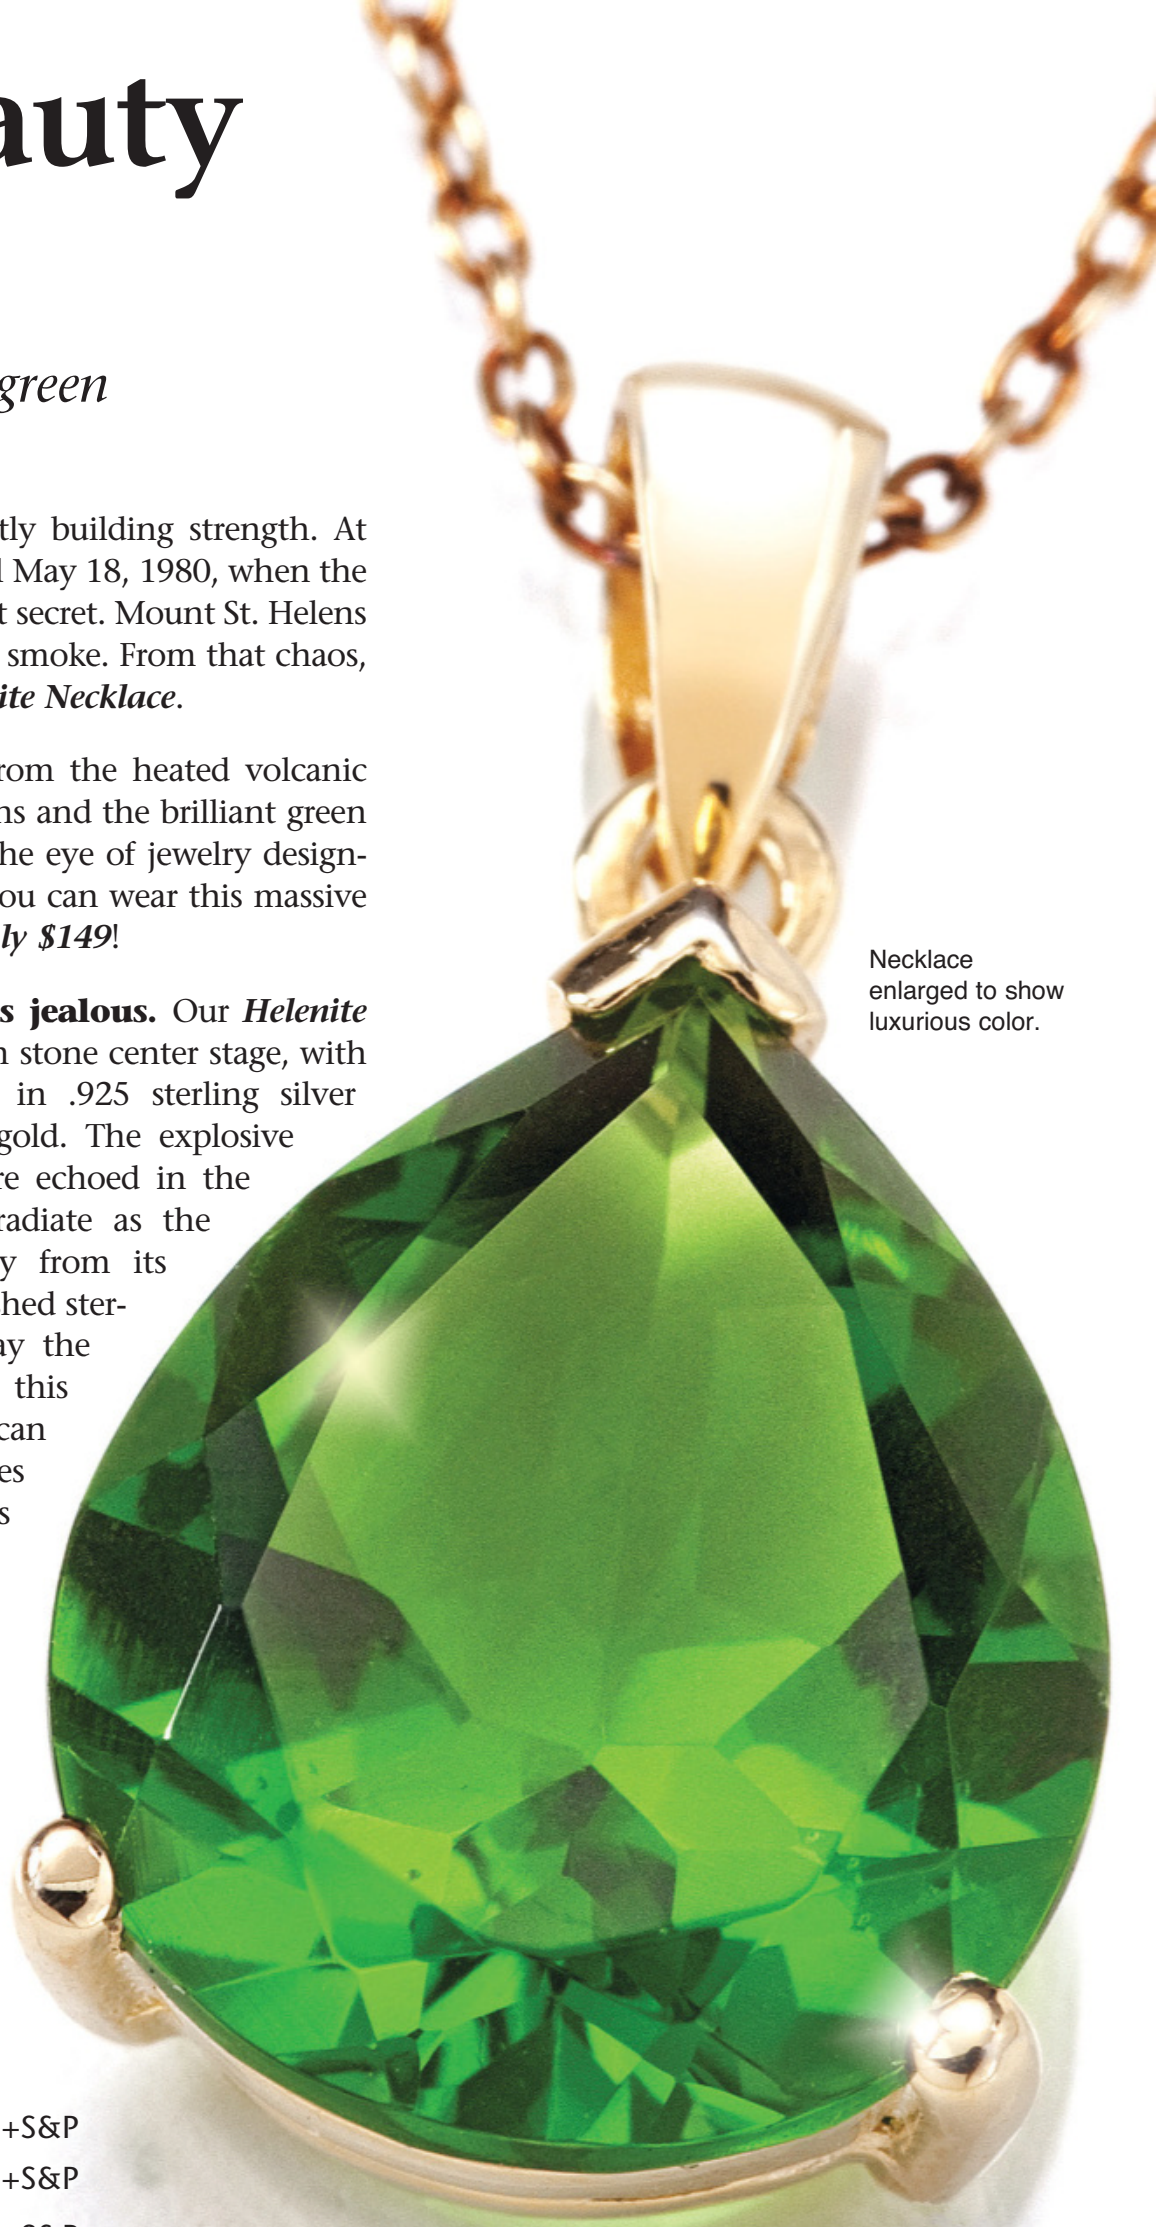 auty
green
tly building strength. At
l May 18, 1980, when the
t secret. Mount St. Helens
smoke. From that chaos,
ite Necklace.
rom the heated volcanic
ns and the brilliant green
he eye of jewelry design-
ou can wear this massive
ly $149!
s jealous. Our Helenite
n stone center stage, with
in .925 sterling silver
gold. The explosive
re echoed in the
radiate as the
y from its
hed ster-
ay the
this
can
es
s
Necklace
enlarged to show
luxurious color.
+S&P
+S&P